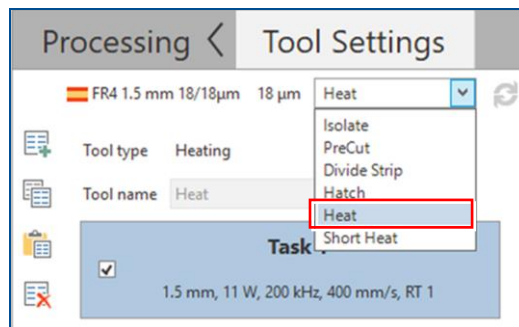 Processing < Tool Settings
FR4 1.5 mm 18/18µm 18 µm Heat
Isolate
PreCut
Divide Strip
Hatch
Heat
Short Heat
Tool type Heating
Tool name Heat
Task
1.5 mm, 11 W, 200 kHz, 400 mm/s, RT 1